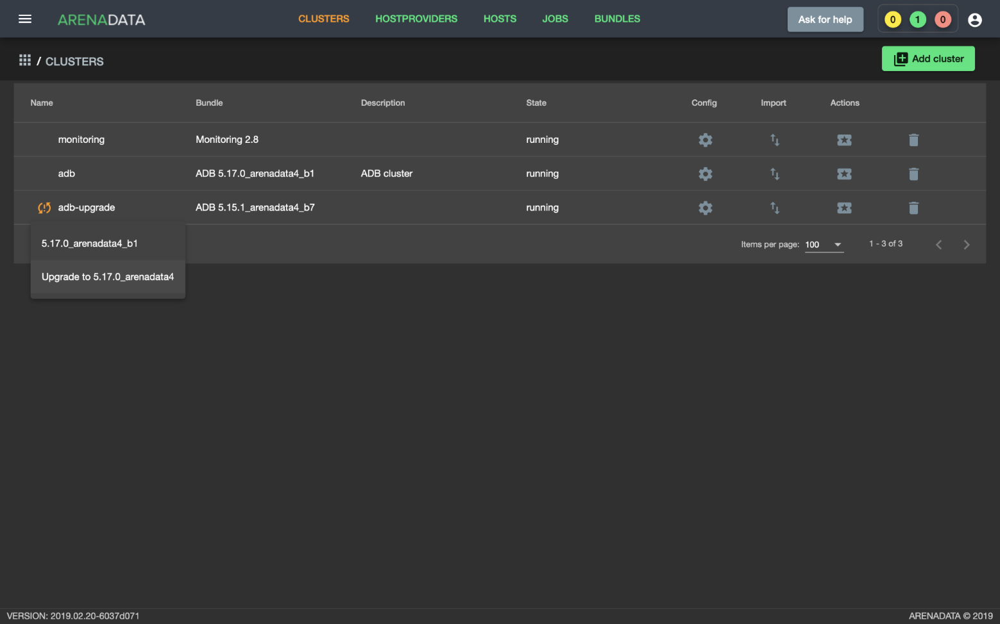 ARENADATA CLUSTERS HOSTPROVIDERS HOSTS JOBS BUNDLES Ask for help 0 1 0
/ CLUSTERS Add cluster
Name Bundle Description State Config Import Actions
monitoring Monitoring 2.8 running
adb ADB 5.17.0_arenadata4_b1 ADB cluster running
adb-upgrade ADB 5.15.1_arenadata4_b7 running
5.17.0_arenadata4_b1
Items per page: 100 1 - 3 of 3
Upgrade to 5.17.0_arenadata4
VERSION: 2019.02.20-6037d071 ARENADATA © 2019